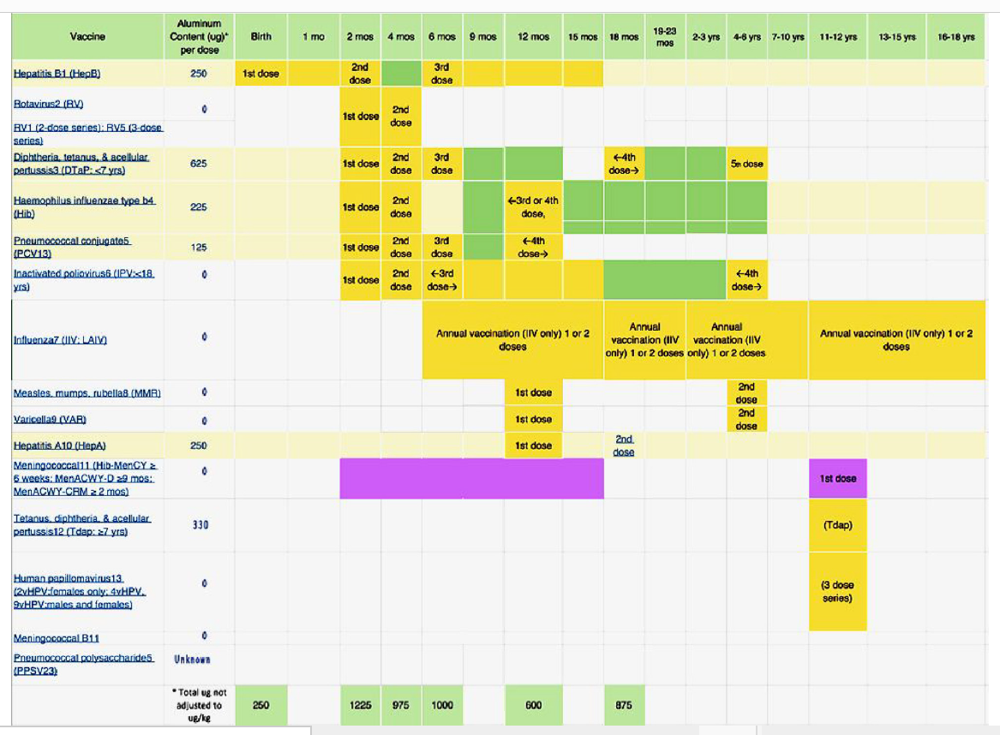 Vaccine
Aluminum
Content (ug)*
per dose
Birth
1 mo
2 mos
4 mos
6 mos
9 mos
12 mos
15 mos
18 mos
19-23
mos
2-3 yrs
4-6 yrs
7-10 yrs
11-12 yrs
13-15 yrs
16-18 yrs
Hepatitis B1 (HepB)
250
1st dose
2nd
dose
3rd
dose
Rotavirus2 (RV)
RV1 (2-dose series); RV5 (3-dose
series)
0
1st dose
2nd
dose
Diphtheria, tetanus, & acellular
pertussis3 (DTaP: <7 yrs)
625
1st dose
2nd
dose
3rd
dose
←4th
dose→
5th dose
Haemophilus influenzae type b4
(Hib)
225
1st dose
2nd
dose
←3rd or 4th
dose,
Pneumococcal conjugate5
(PCV13)
125
1st dose
2nd
dose
3rd
dose
←4th
dose→
Inactivated poliovirus6 (IPV:<18
yrs)
0
1st dose
2nd
dose
←3rd
dose→
←4th
dose→
Influenza7 (IIV; LAIV)
0
Annual vaccination (IIV only) 1 or 2
doses
Annual
vaccination (IIV
only) 1 or 2 doses
Annual
vaccination (IIV
only) 1 or 2 doses
Annual vaccination (IIV only) 1 or 2
doses
Measles, mumps, rubella8 (MMR)
0
1st dose
2nd
dose
Varicella9 (VAR)
0
1st dose
2nd
dose
Hepatitis A10 (HepA)
250
1st dose
2nd
dose
Meningococcal11 (Hib-MenCY ≥
6 weeks; MenACWY-D ≥9 mos;
MenACWY-CRM ≥ 2 mos)
0
1st dose
Tetanus, diphtheria, & acellular
pertussis12 (Tdap: ≥7 yrs)
330
(Tdap)
Human papillomavirus13
(2vHPV:females only; 4vHPV,
9vHPV:males and females)
0
(3 dose
series)
Meningococcal B11
0
Pneumococcal polysaccharide5
(PPSV23)
Unknown
* Total ug not
adjusted to
ug/kg
250
1225
975
1000
600
875